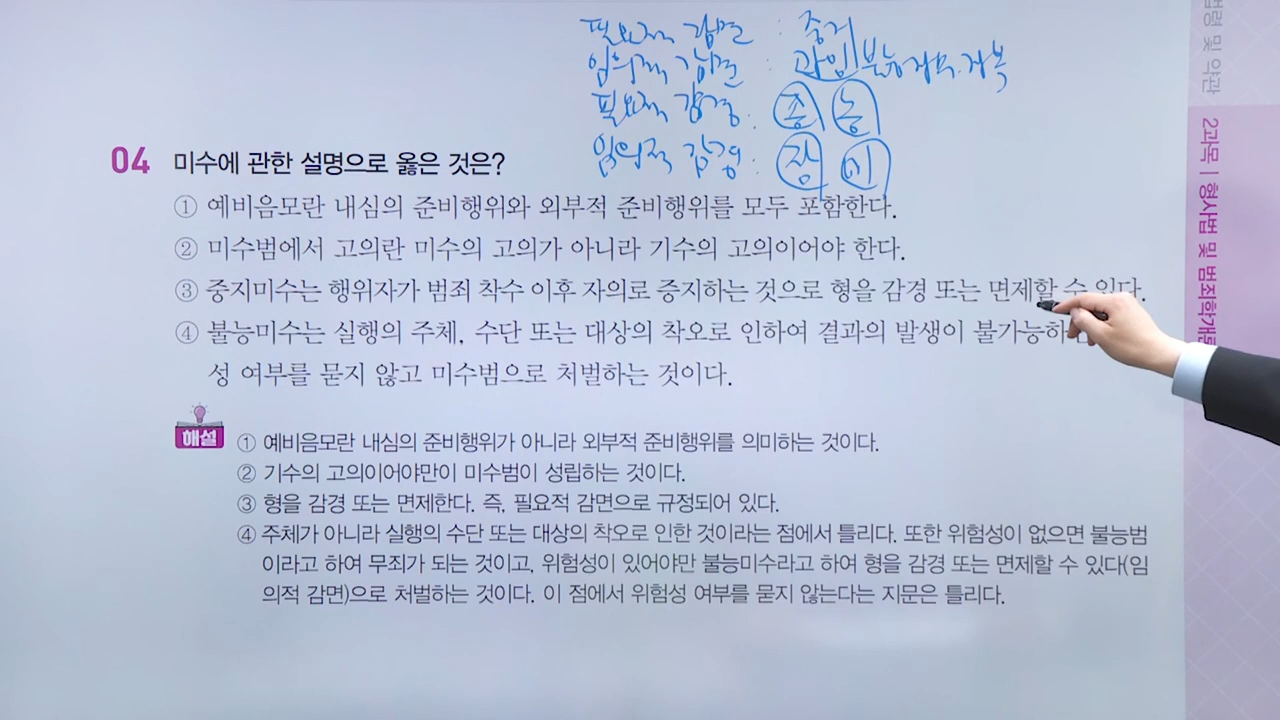 필요적 감면 : 중지
임의적 감면 : 과잉 불능
필요적 감경 : 종 농
임의적 감경 : 장 미
04 미수에 관한 설명으로 옳은 것은?
① 예비음모란 내심의 준비행위와 외부적 준비행위를 모두 포함한다.
② 미수범에서 고의란 미수의 고의가 아니라 기수의 고의이어야 한다.
③ 중지미수는 행위자가 범죄 착수 이후 자의로 중지하는 것으로 형을 감경 또는 면제할 수 있다.
④ 불능미수는 실행의 주체, 수단 또는 대상의 착오로 인하여 결과의 발생이 불가능하
성 여부를 묻지 않고 미수범으로 처벌하는 것이다.
해설
① 예비음모란 내심의 준비행위가 아니라 외부적 준비행위를 의미하는 것이다.
② 기수의 고의이어야만이 미수범이 성립하는 것이다.
③ 형을 감경 또는 면제한다. 즉, 필요적 감면으로 규정되어 있다.
④ 주체가 아니라 실행의 수단 또는 대상의 착오로 인한 것이라는 점에서 틀리다. 또한 위험성이 없으면 불능범
이라고 하여 무죄가 되는 것이고, 위험성이 있어야만 불능미수라고 하여 형을 감경 또는 면제할 수 있다(임
의적 감면)으로 처벌하는 것이다. 이 점에서 위험성 여부를 묻지 않는다는 지문은 틀리다.
법령 및 약관
2과목 | 형사법 및 범죄학개론